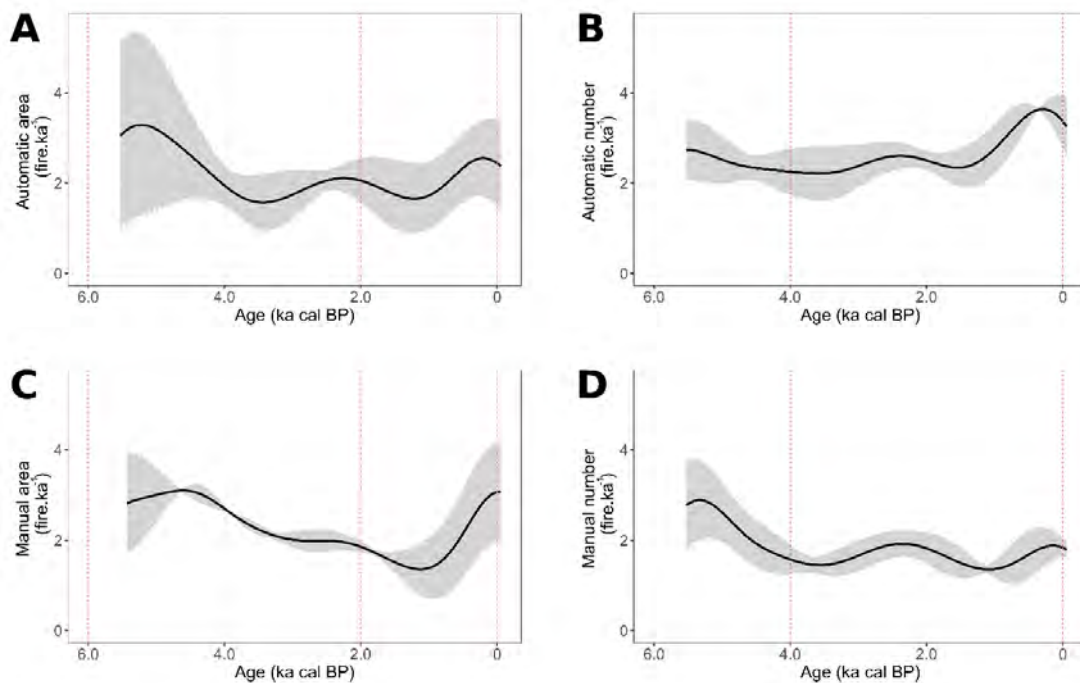 A
Automatic area
(fire.ka⁻¹)
4
2
0
6.0 4.0 2.0 0
Age (ka cal BP)
B
Automatic number
(fire.ka⁻¹)
4
2
0
6.0 4.0 2.0 0
Age (ka cal BP)
C
Manual area
(fire.ka⁻¹)
4
2
0
6.0 4.0 2.0 0
Age (ka cal BP)
D
Manual number
(fire.ka⁻¹)
4
2
0
6.0 4.0 2.0 0
Age (ka cal BP)